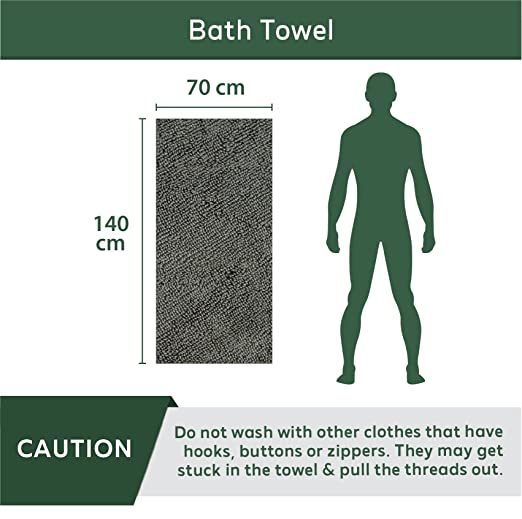 Bath Towel
70 cm
140
cm
CAUTION
Do not wash with other clothes that have
hooks, buttons or zippers. They may get
stuck in the towel & pull the threads out.